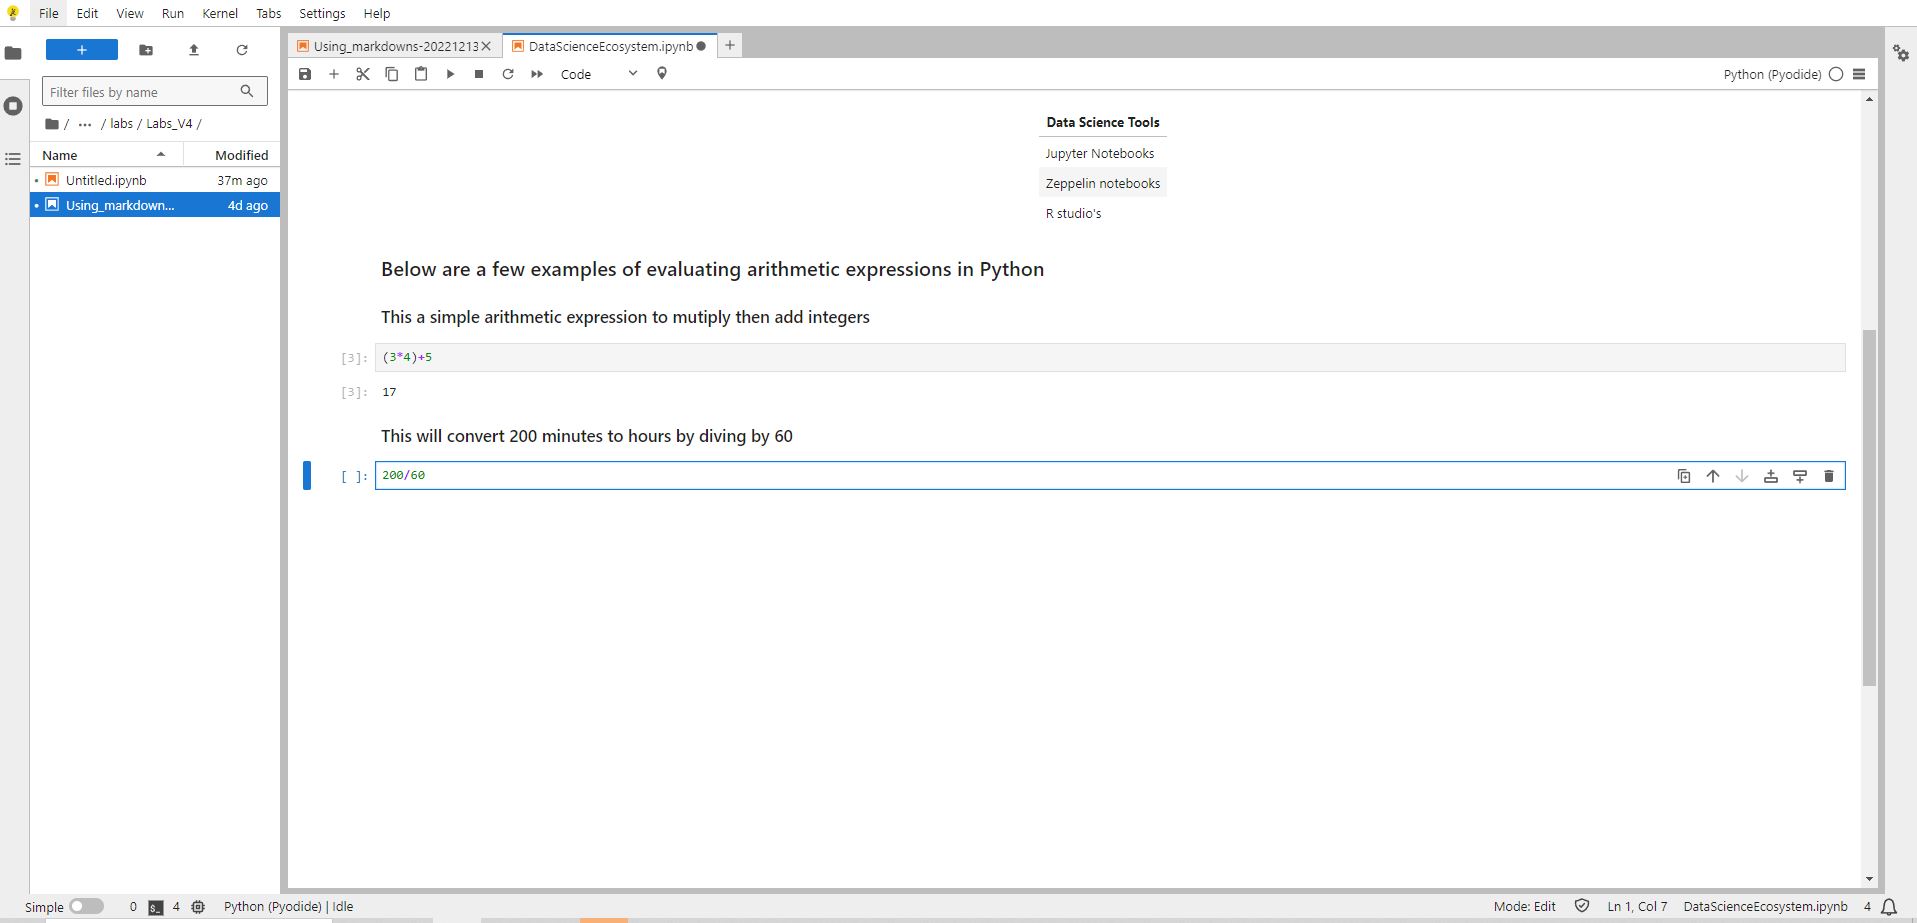 File Edit View Run Kernel Tabs Settings Help
+
Filter files by name
/ ... / labs / Labs_V4 /
Name Modified
Untitled.ipynb 37m ago
Using_markdown... 4d ago
Using_markdowns-20221213
DataScienceEcosystem.ipynb
+
Code
Python (Pyodide)
Data Science Tools
Jupyter Notebooks
Zeppelin notebooks
R studio's
Below are a few examples of evaluating arithmetic expressions in Python
This a simple arithmetic expression to mutiply then add integers
[3]: (3*4)+5
[3]: 17
This will convert 200 minutes to hours by diving by 60
[ ]: 200/60
Simple 0 4 Python (Pyodide) | Idle
Mode: Edit Ln 1, Col 7 DataScienceEcosystem.ipynb 4